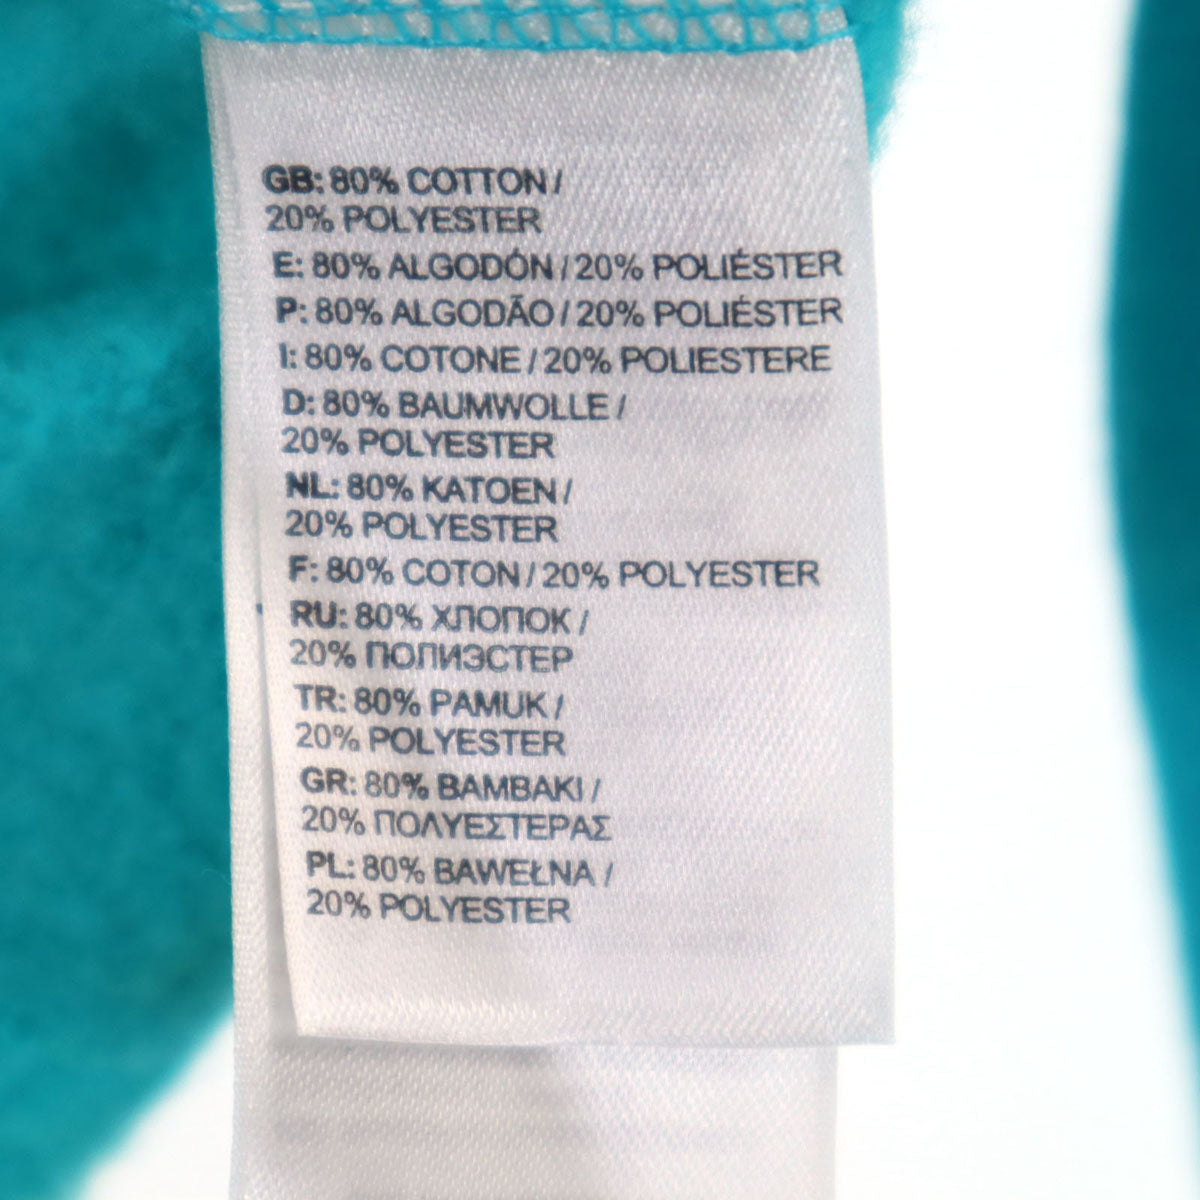 GB: 80% COTTON /
20% POLYESTER
E: 80% ALGODÓN / 20% POLIÉSTER
P: 80% ALGODÃO / 20% POLIÉSTER
I: 80% COTONE / 20% POLIESTERE
D: 80% BAUMWOLLE /
20% POLYESTER
NL: 80% KATOEN /
20% POLYESTER
F: 80% COTON / 20% POLYESTER
RU: 80% ХЛОПОК /
20% ПОЛИЭСТЕР
TR: 80% PAMUK /
20% POLYESTER
GR: 80% ΒΑΜΒΑΚΙ /
20% ΠΟΛΥΕΣΤΕΡΑΣ
PL: 80% BAWEŁNA /
20% POLYESTER